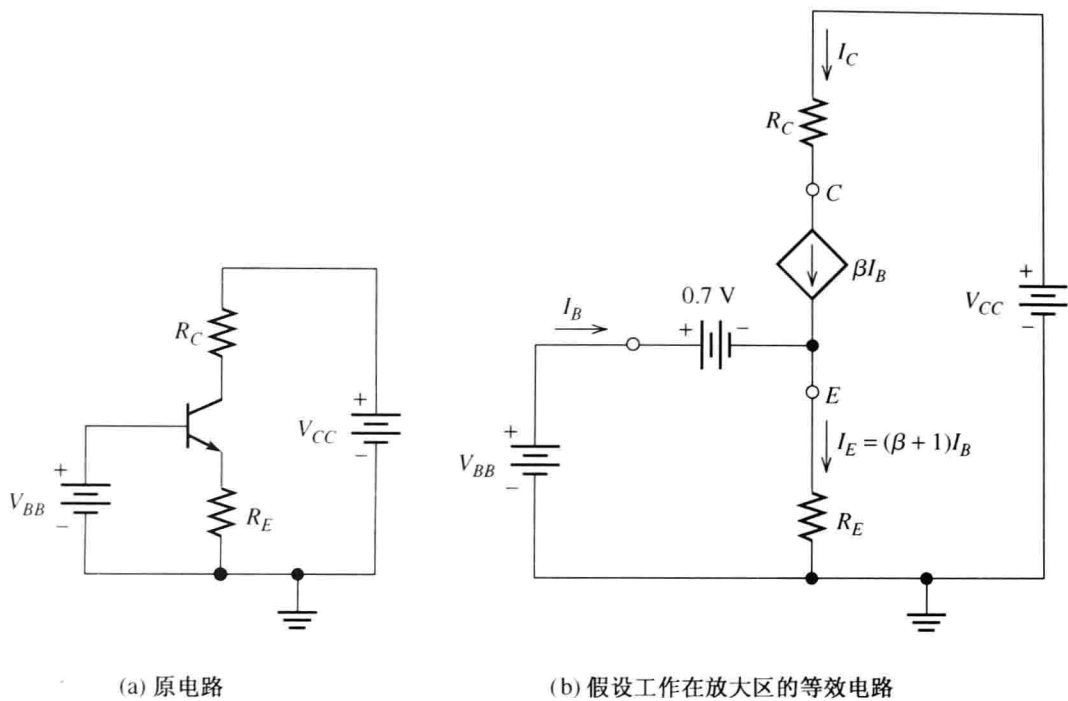 R_C
+
V_CC
−
+
V_BB
−
R_E
(a) 原电路
I_C
R_C
C
βI_B
0.7 V
I_B
+
−
+
V_CC
−
E
+
V_BB
−
I_E = (β + 1)I_B
R_E
(b) 假设工作在放大区的等效电路